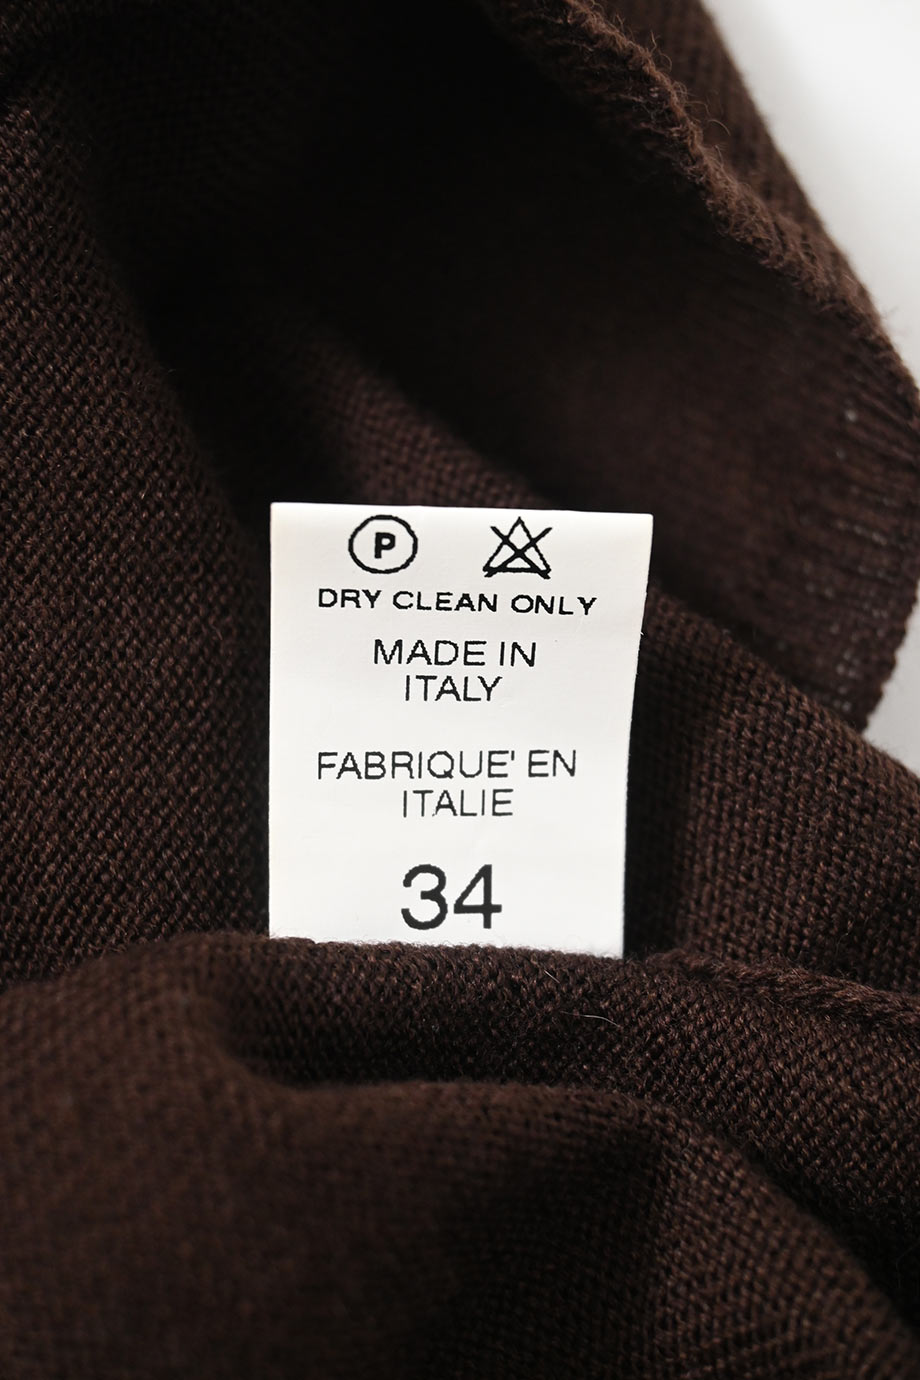 P
DRY CLEAN ONLY
MADE IN
ITALY
FABRIQUE' EN
ITALIE
34